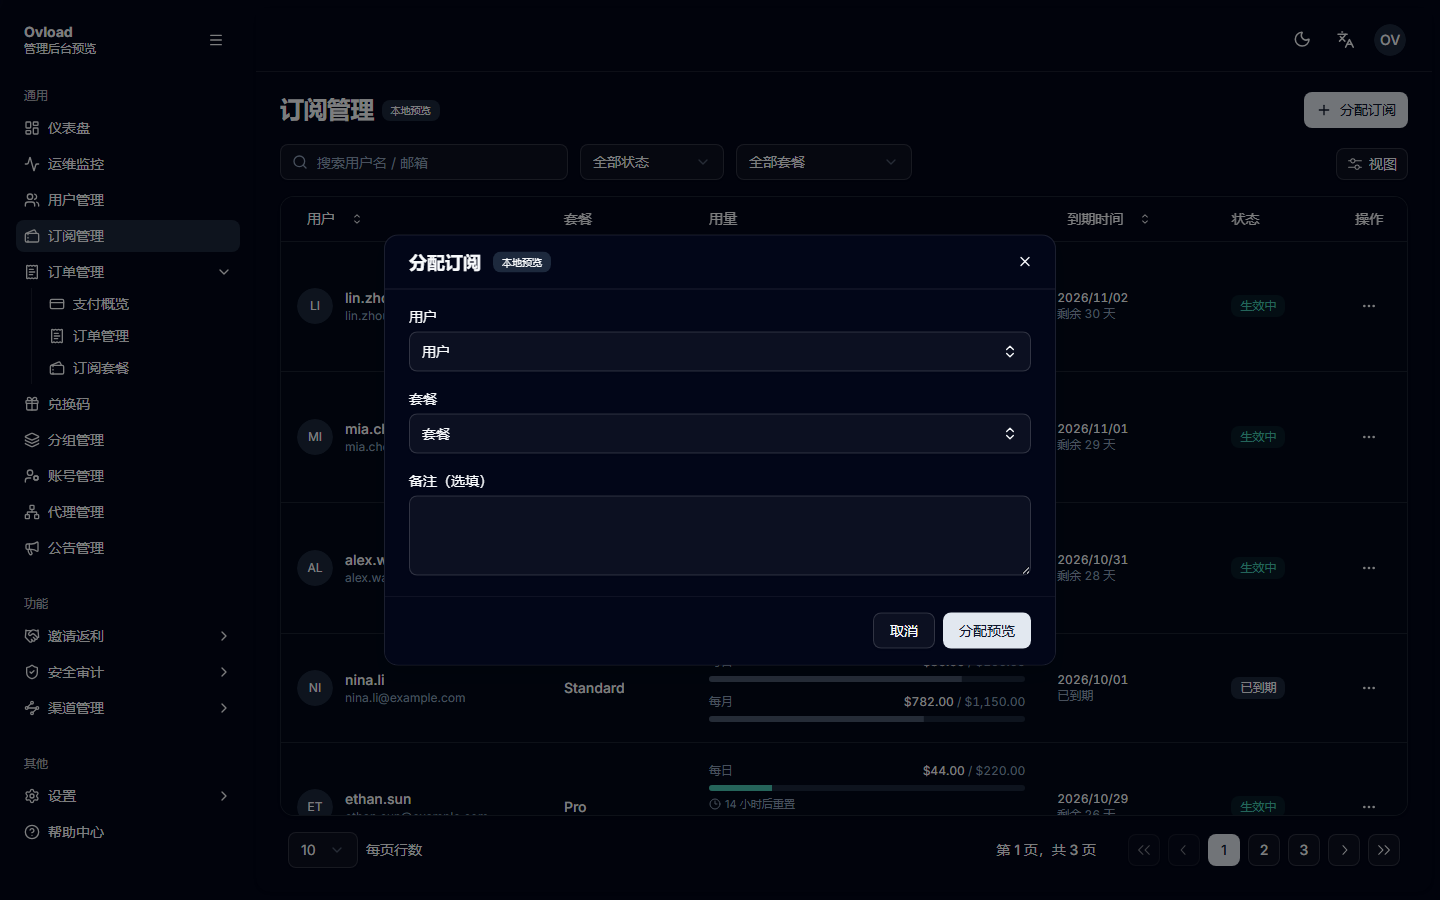 Ovload
管理后台预览
OV
通用
仪表盘
运维监控
用户管理
订阅管理
订单管理
支付概览
订单管理
订阅套餐
兑换码
分组管理
账号管理
代理管理
公告管理
功能
邀请返利
安全审计
渠道管理
其他
设置
帮助中心
订阅管理 本地预览
分配订阅
搜索用户名 / 邮箱
全部状态
全部套餐
视图
用户 套餐 用量 到期时间 状态 操作
分配订阅 本地预览
用户
用户
套餐
套餐
备注（选填）
取消 分配预览
LI
2026/11/02
剩余 30 天
生效中
MI
2026/11/01
剩余 29 天
生效中
AL
2026/10/31
剩余 28 天
生效中
NI
nina.li
nina.li@example.com
Standard
每月 $782.00 / $1,150.00
2026/10/01
已到期
已到期
ET
ethan.sun
Pro
每日 $44.00 / $220.00
14 小时后重置
2026/10/29
剩余 26 天
生效中
10 每页行数
第 1 页，共 3 页
1 2 3